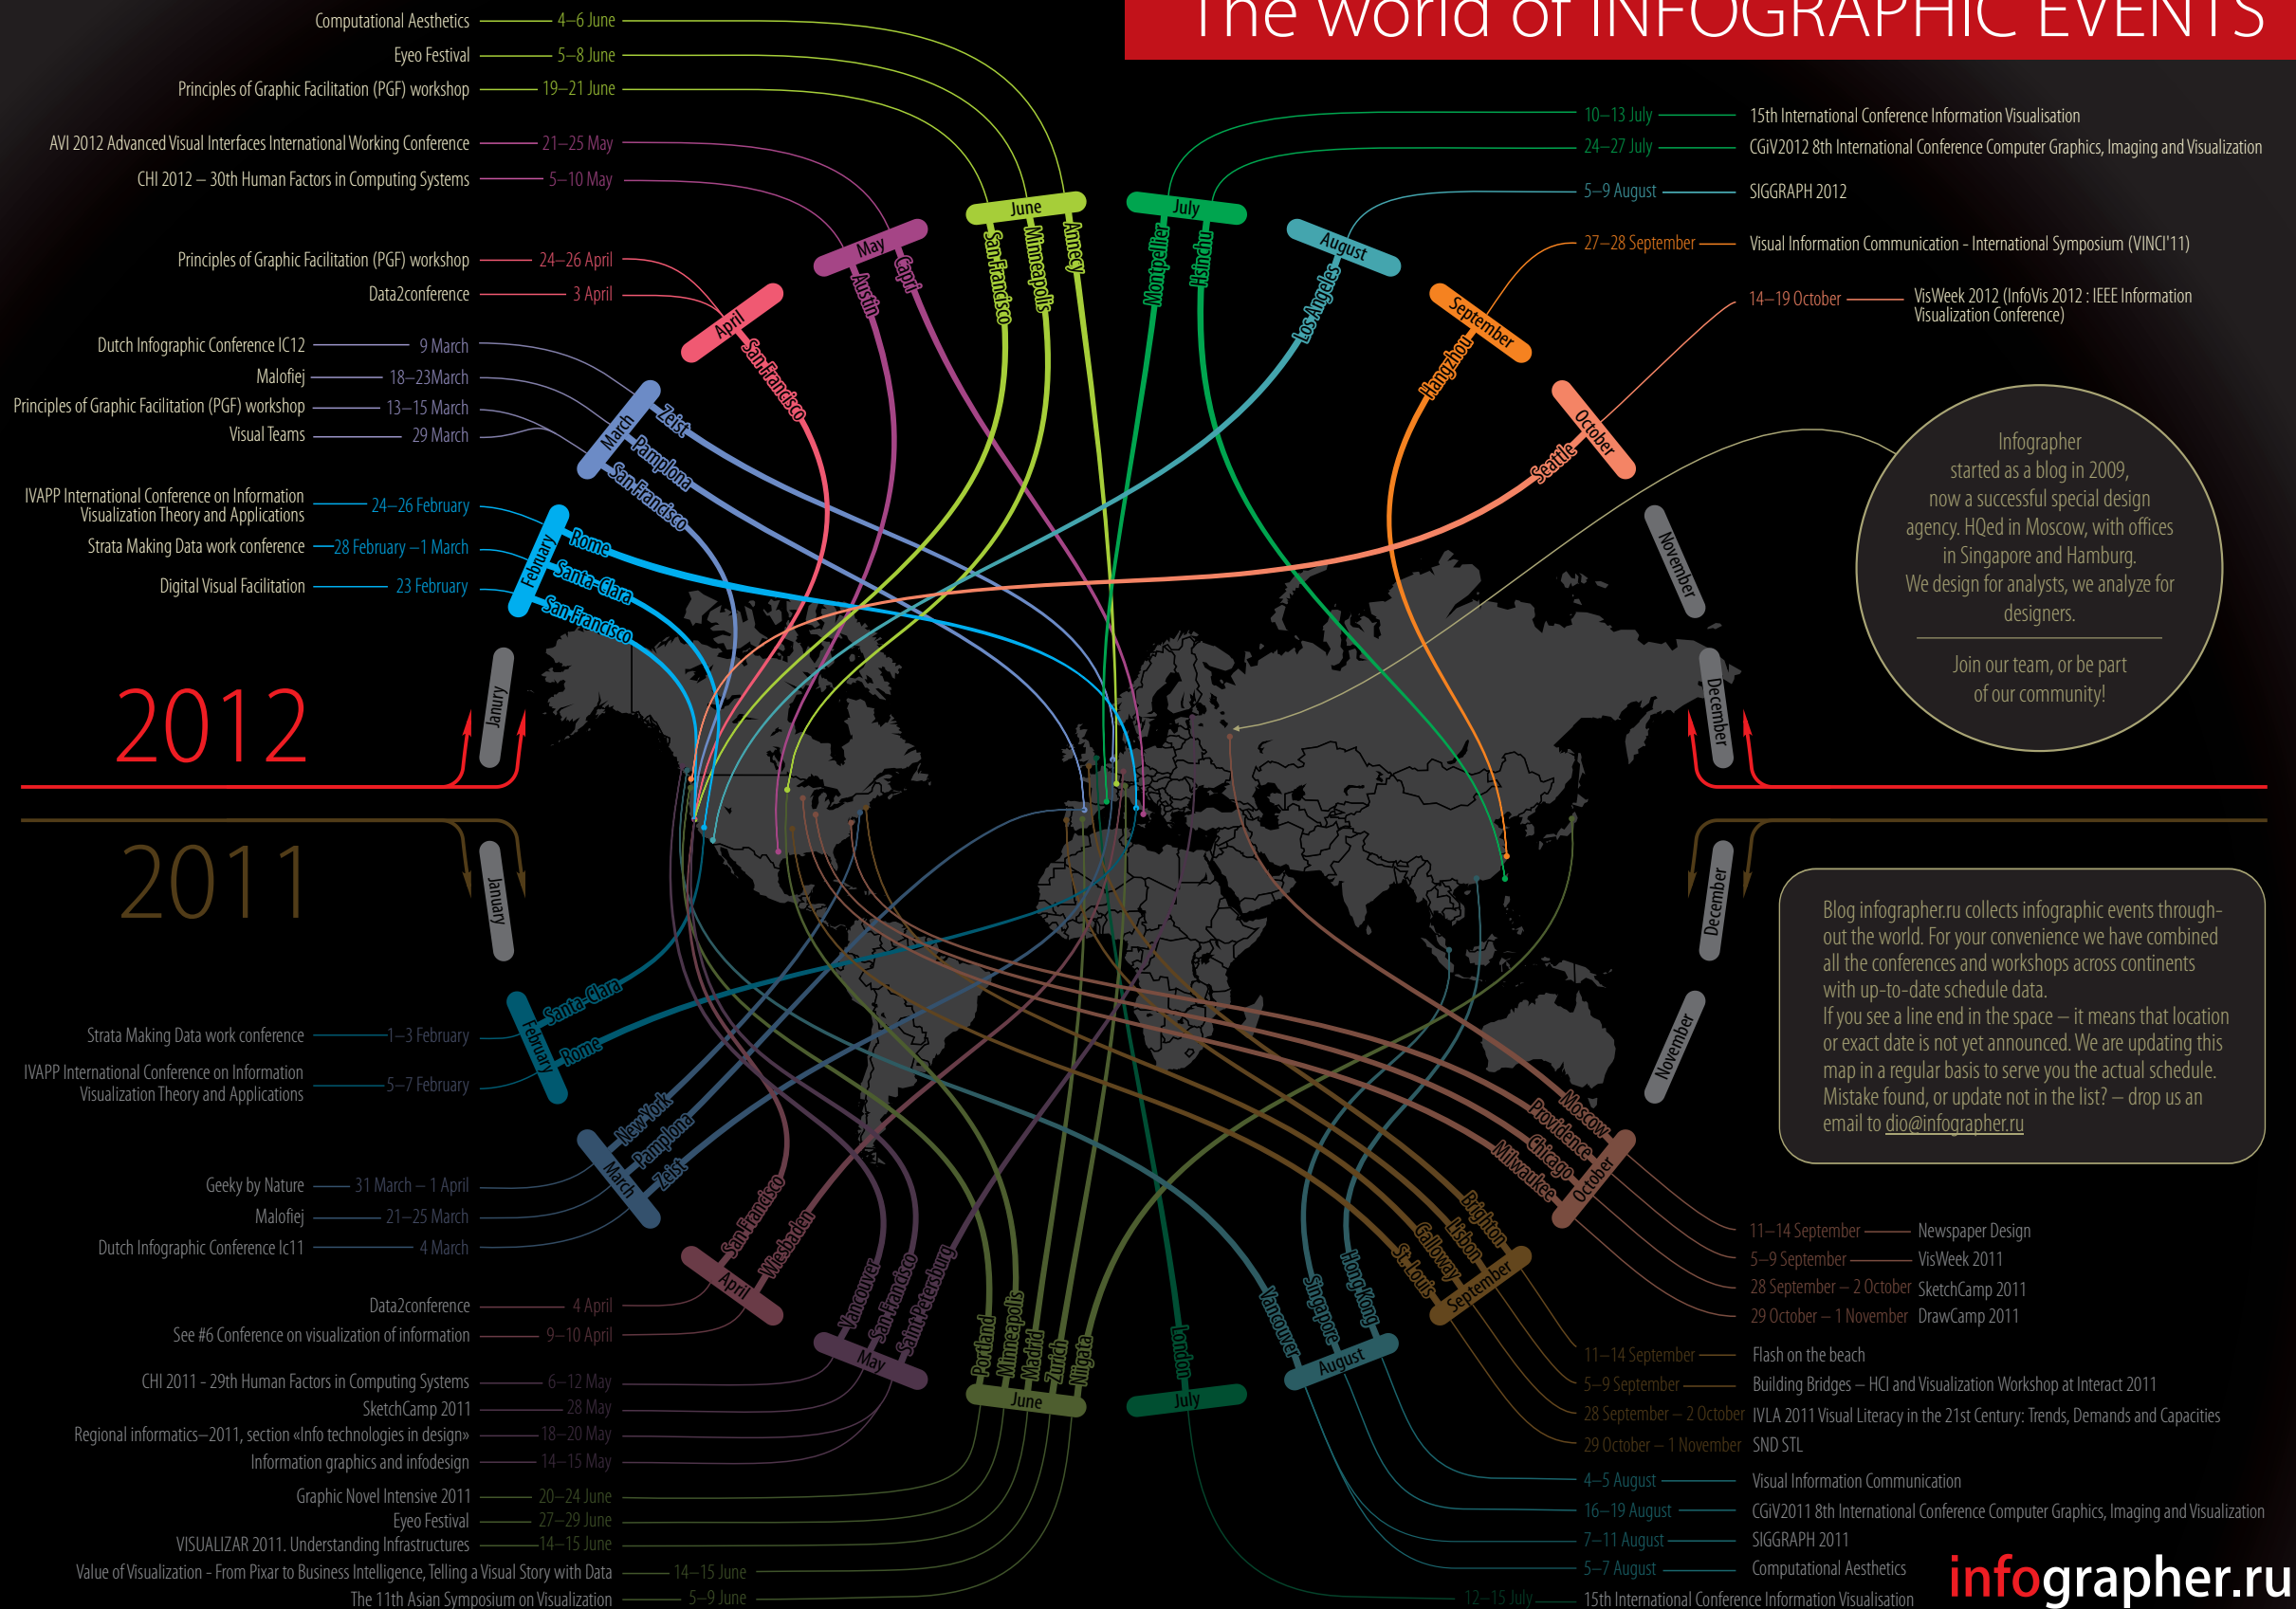 The World of INFOGRAPHIC EVENTS
Computational Aesthetics 4–6 June
Eyeo Festival 5–8 June
Principles of Graphic Facilitation (PGF) workshop 19–21 June
AVI 2012 Advanced Visual Interfaces International Working Conference 21–25 May
CHI 2012 – 30th Human Factors in Computing Systems 5–10 May
Principles of Graphic Facilitation (PGF) workshop 24–26 April
Data2conference 3 April
Dutch Infographic Conference IC12 9 March
Malofiej 18–23March
Principles of Graphic Facilitation (PGF) workshop 13–15 March
Visual Teams 29 March
IVAPP International Conference on Information
Visualization Theory and Applications 24–26 February
Strata Making Data work conference 28 February –1 March
Digital Visual Facilitation 23 February
10–13 July 15th International Conference Information Visualisation
24–27 July CGiV2012 8th International Conference Computer Graphics, Imaging and Visualization
5–9 August SIGGRAPH 2012
27–28 September Visual Information Communication - International Symposium (VINCI'11)
14–19 October VisWeek 2012 (InfoVis 2012 : IEEE Information
Visualization Conference)
January
February
San Francisco
Santa-Clara
Rome
March
San Francisco
Pamplona
Zeist
April
San Francisco
May
Austin
Capri
June
San Francisco
Minneapolis
Annecy
July
Montpellier
Hsinchu
August
Los Angeles
September
Hangzhou
October
Seattle
November
December
Infographer
started as a blog in 2009,
now a successful special design
agency. HQed in Moscow, with offices
in Singapore and Hamburg.
We design for analysts, we analyze for
designers.
Join our team, or be part
of our community!
2012
2011
January
February
Santa-Clara
Rome
March
New-York
Pamplona
Zeist
April
San Francisco
Wiesbaden
May
Vancouver
San Francisco
Saint Petersburg
June
Portland
Minneapolis
Madrid
Zurich
Niigata
July
London
August
Vancouver
Singapore
Hong Kong
September
St. Louis
Galloway
Lisbon
Brighton
October
Milwaukee
Chicago
Providence
Moscow
November
December
Blog infographer.ru collects infographic events through-
out the world. For your convenience we have combined
all the conferences and workshops across continents
with up-to-date schedule data.
If you see a line end in the space – it means that location
or exact date is not yet announced. We are updating this
map in a regular basis to serve you the actual schedule.
Mistake found, or update not in the list? – drop us an
email to dio@infographer.ru
Strata Making Data work conference 1–3 February
IVAPP International Conference on Information
Visualization Theory and Applications 5–7 February
Geeky by Nature 31 March – 1 April
Malofiej 21–25 March
Dutch Infographic Conference Ic11 4 March
Data2conference 4 April
See #6 Conference on visualization of information 9–10 April
CHI 2011 - 29th Human Factors in Computing Systems 6–12 May
SketchCamp 2011 28 May
Regional informatics–2011, section «Info technologies in design» 18–20 May
Information graphics and infodesign 14–15 May
Graphic Novel Intensive 2011 20–24 June
Eyeo Festival 27–29 June
VISUALIZAR 2011. Understanding Infrastructures 14–15 June
Value of Visualization - From Pixar to Business Intelligence, Telling a Visual Story with Data 14–15 June
The 11th Asian Symposium on Visualization 5–9 June
11–14 September Newspaper Design
5–9 September VisWeek 2011
28 September – 2 October SketchCamp 2011
29 October – 1 November DrawCamp 2011
11–14 September Flash on the beach
5–9 September Building Bridges – HCI and Visualization Workshop at Interact 2011
28 September – 2 October IVLA 2011 Visual Literacy in the 21st Century: Trends, Demands and Capacities
29 October – 1 November SND STL
4–5 August Visual Information Communication
16–19 August CGiV2011 8th International Conference Computer Graphics, Imaging and Visualization
7–11 August SIGGRAPH 2011
5–7 August Computational Aesthetics
12–15 July 15th International Conference Information Visualisation
infographer.ru